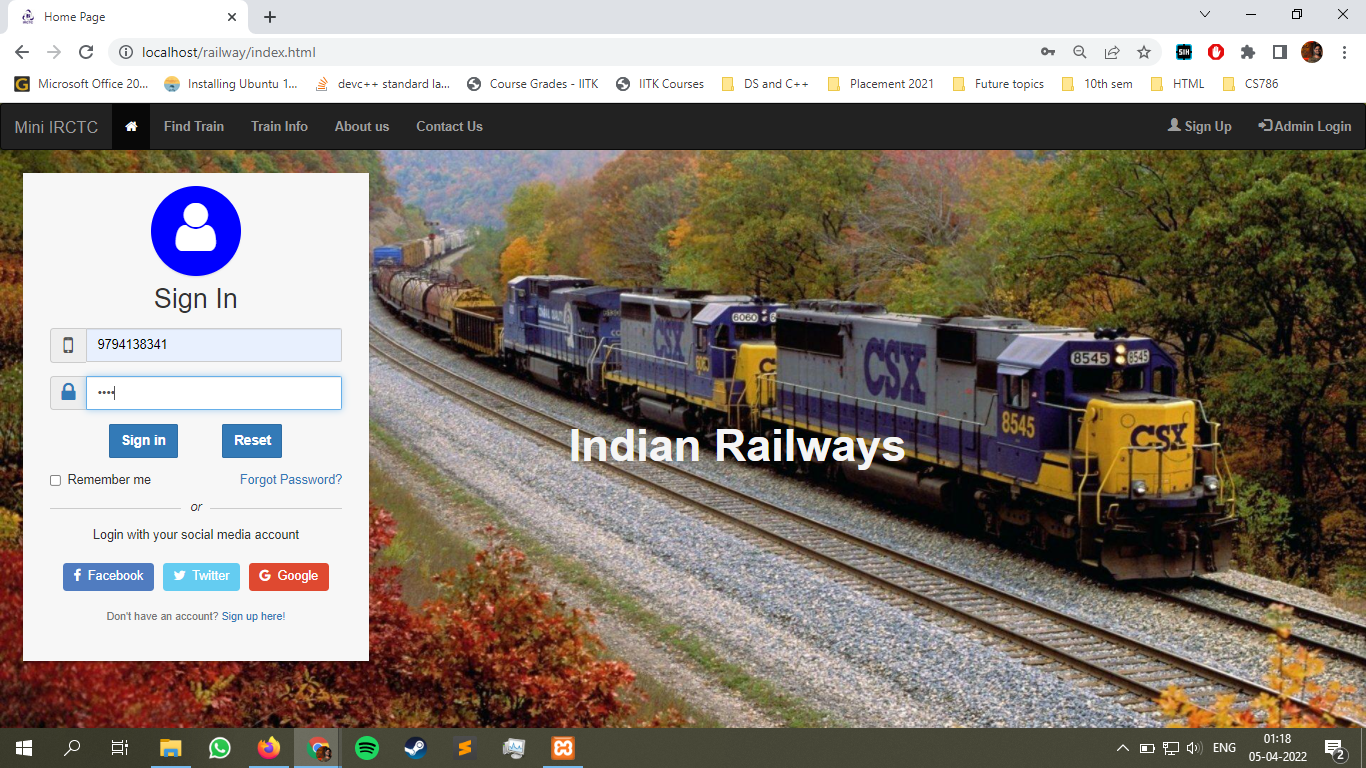 Home Page
localhost/railway/index.html
Microsoft Office 20...
Installing Ubuntu 1...
devc++ standard la...
Course Grades - IITK
IITK Courses
DS and C++
Placement 2021
Future topics
10th sem
HTML
CS786
Mini IRCTC
Find Train
Train Info
About us
Contact Us
Sign Up
Admin Login
Sign In
9794138341
••••
Sign in
Reset
Remember me
Forgot Password?
or
Login with your social media account
Facebook
Twitter
Google
Don't have an account? Sign up here!
Indian Railways
CSX
6060
CSX
8545
8545
8545
CSX
ENG
01:18
05-04-2022
2